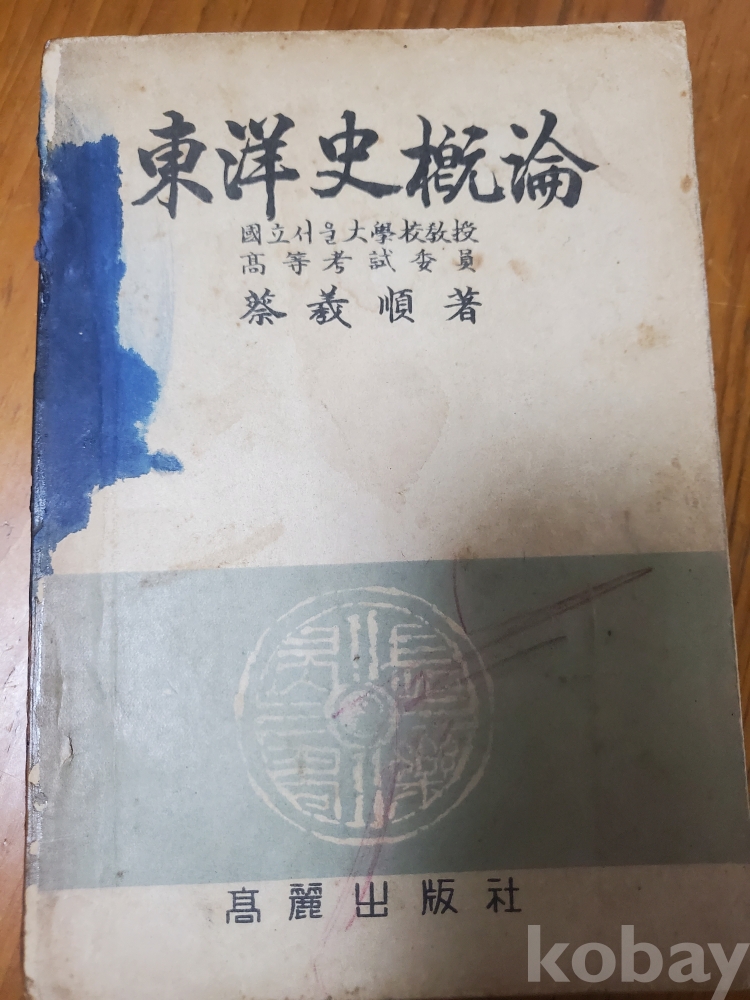 東洋史槪論
國立서울大學校敎授
高等考試委員
蔡羲順 著
高麗出版社
kobay